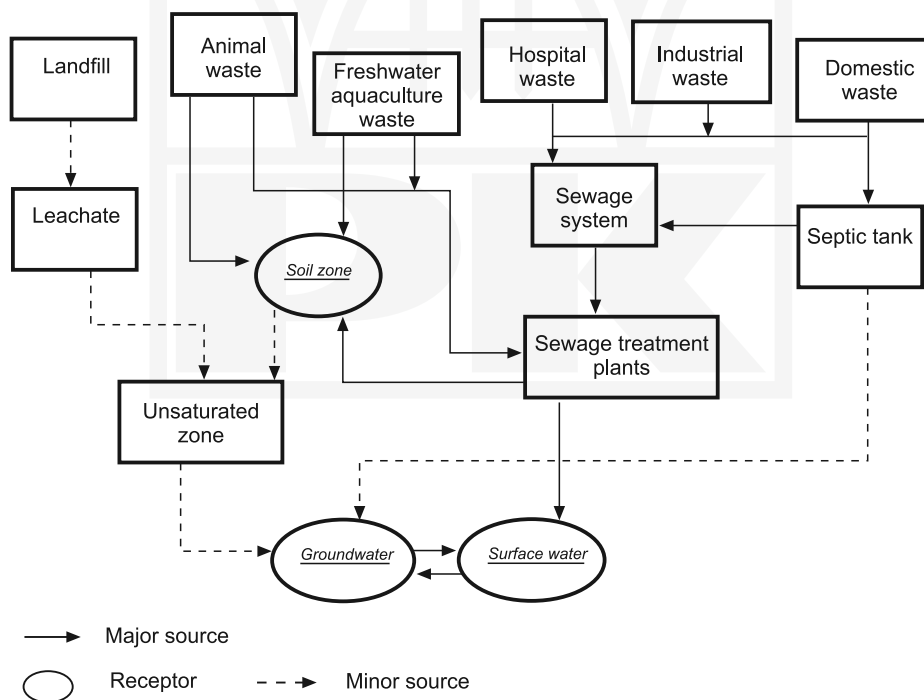 Landfill
Animal
waste
Freshwater
aquaculture
waste
Hospital
waste
Industrial
waste
Domestic
waste
Leachate
Sewage
system
Septic tank
Soil zone
Sewage treatment
plants
Unsaturated
zone
Groundwater
Surface water
Major source
Receptor
Minor source
PK